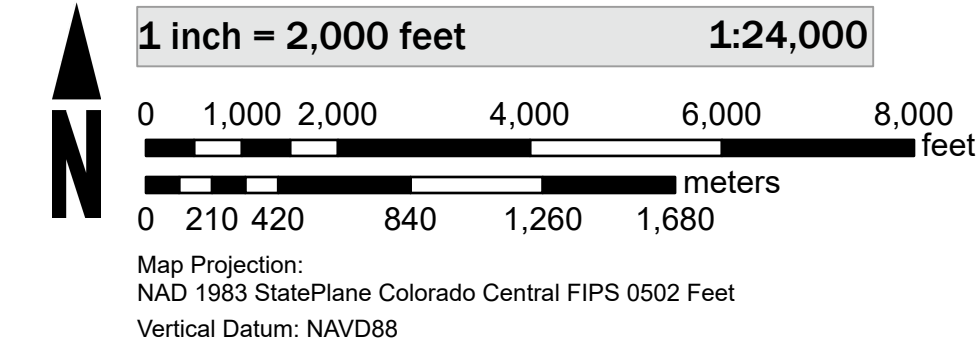 1 inch = 2,000 feet 1:24,000
0 1,000 2,000 4,000 6,000 8,000
feet
meters
0 210 420 840 1,260 1,680
N
Map Projection:
NAD 1983 StatePlane Colorado Central FIPS 0502 Feet
Vertical Datum: NAVD88